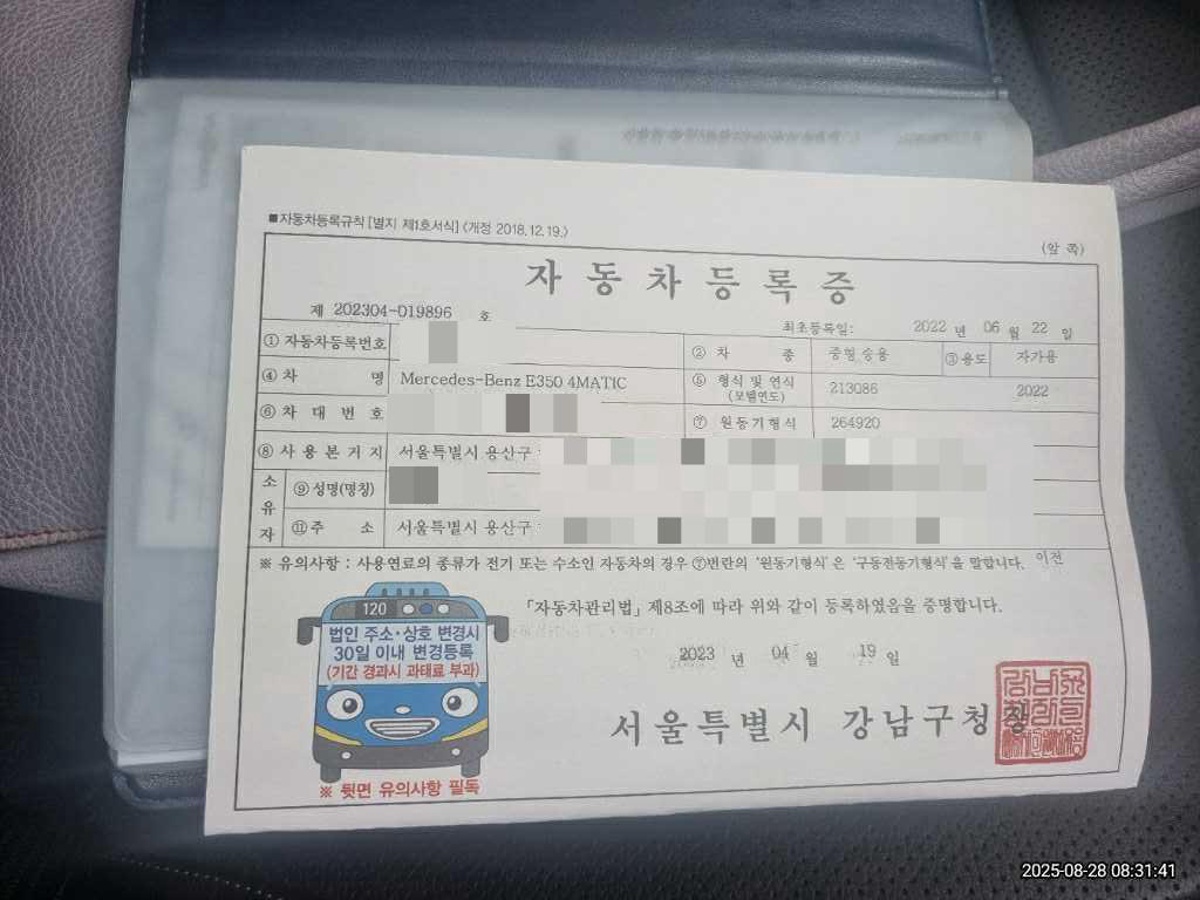 ■자동차등록규칙 [별지 제1호서식] <개정 2018.12.19.>
(앞 쪽)
자 동 차 등 록 증
제 202304-019896 호
최초등록일: 2022 년 06 월 22 일
① 자동차등록번호
② 차 종 중형 승용 ③ 용도 자가용
④ 차 명 Mercedes-Benz E350 4MATIC
⑤ 형식 및 연식 213086 2022
(모델연도)
⑥ 차 대 번 호
⑦ 원동기형식 264920
⑧ 사 용 본 거 지 서울특별시 용산구
소유자
⑨ 성명(명칭)
⑪ 주 소 서울특별시 용산구
※ 유의사항 : 사용연료의 종류가 전기 또는 수소인 자동차의 경우 ⑦번란의 '원동기형식'은 '구동전동기형식'을 말합니다. 이전
「자동차관리법」 제8조에 따라 위와 같이 등록하였음을 증명합니다.
2023 년 04 월 19 일
서울특별시 강남구청장
120
법인 주소·상호 변경시
30일 이내 변경등록
(기간 경과시 과태료 부과)
※ 뒷면 유의사항 필독
2025-08-28 08:31:41